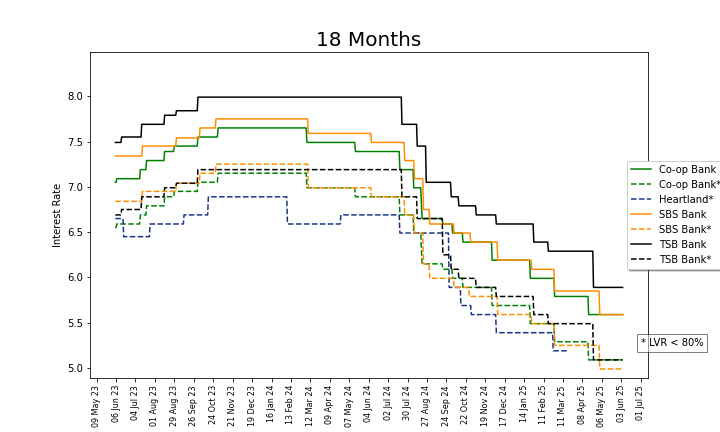 18 Months
Interest Rate
8.0
7.5
7.0
6.5
6.0
5.5
5.0
09 May 23
06 Jun 23
04 Jul 23
01 Aug 23
29 Aug 23
26 Sep 23
24 Oct 23
21 Nov 23
19 Dec 23
16 Jan 24
13 Feb 24
12 Mar 24
09 Apr 24
07 May 24
04 Jun 24
02 Jul 24
30 Jul 24
27 Aug 24
24 Sep 24
22 Oct 24
19 Nov 24
17 Dec 24
14 Jan 25
11 Feb 25
11 Mar 25
08 Apr 25
06 May 25
03 Jun 25
01 Jul 25
Co-op Bank
Co-op Bank*
Heartland*
SBS Bank
SBS Bank*
TSB Bank
TSB Bank*
* LVR < 80%